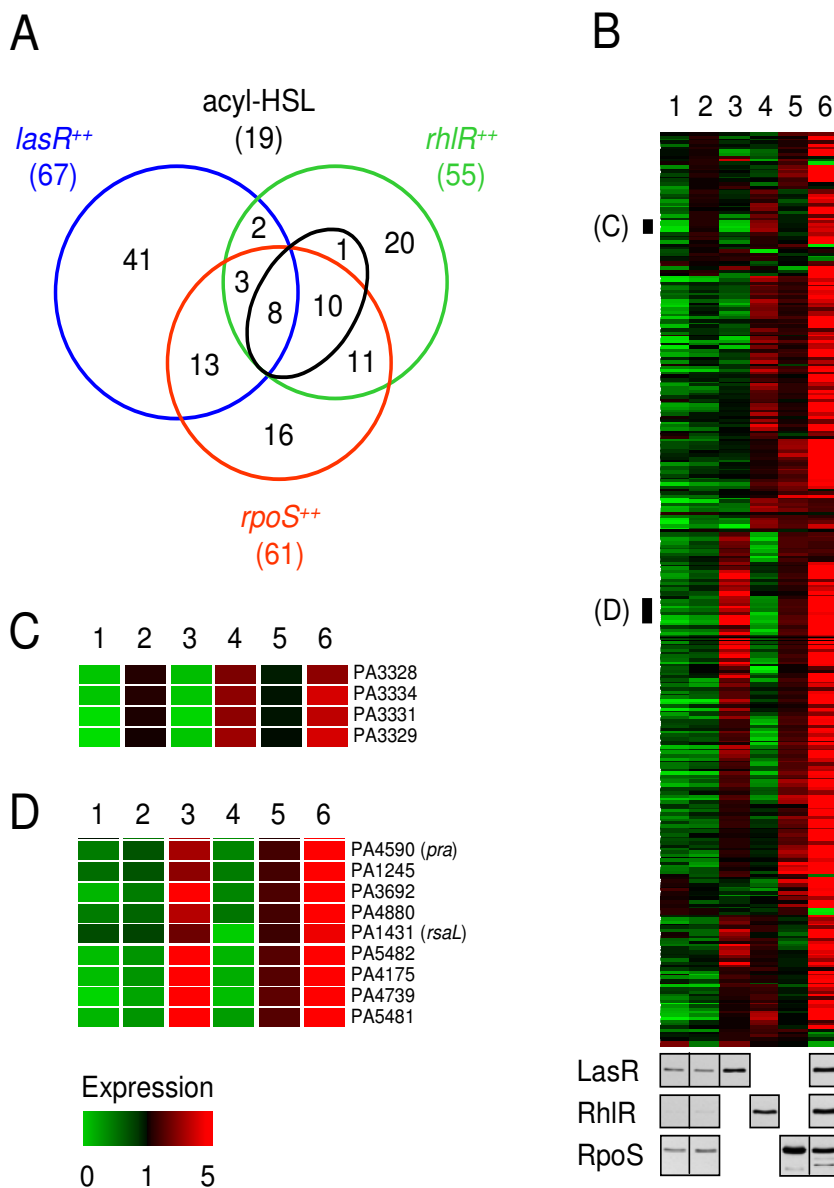 A
acyl-HSL
(19)
lasR++
(67)
rhlR++
(55)
2
1
20
41
3
8
10
13
11
16
rpoS++
(61)
B
1 2 3 4 5 6
(C)
(D)
LasR
RhlR
RpoS
C
1 2 3 4 5 6
PA3328
PA3334
PA3331
PA3329
D
1 2 3 4 5 6
PA4590 (pra)
PA1245
PA3692
PA4880
PA1431 (rsaL)
PA5482
PA4175
PA4739
PA5481
Expression
0 1 5